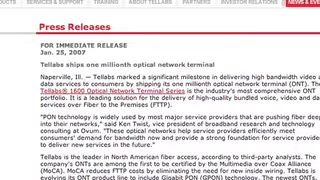 SERVICES
SUPPORT
TRAINING
ABOUT TELLABS
PARTNERS
INVESTOR RELATIONS
NEWS & EVE
Press Releases
FOR IMMEDIATE RELEASE
Jan. 25, 2007
Tellabs ships one millionth optical network terminal
Naperville, Ill. — Tellabs marked a significant milestone in delivering high bandwidth video a
data services to consumers by shipping its one millionth optical network terminal (ONT). The
Tellabs® 1600 Optical Network Terminal Series is the industry's most comprehensive ONT
portfolio. It is a leading solution for the delivery of high-quality bundled voice, video and da
services over Fiber to the Premises (FTTP).
"PON technology is widely used by most major service providers that are pushing fiber deep
into their networks," said Ken Twist, vice president of broadband research and technology
consulting at Ovum. "These optical networks help service providers efficiently meet
consumers' demand for bandwidth now and provide a strong foundation for service provide
to deliver new services in the future."
Tellabs is the leader in North American fiber access, according to third-party analysts. The
company's ONTs are among the first to be certified by the Multimedia over Coax Alliance
(MoCA). MoCA reduces FTTP costs by eliminating the need for new inside wiring. Tellabs is
evolving its ONT product line to include Gigabit PON (GPON) technology. The newest ONTs,